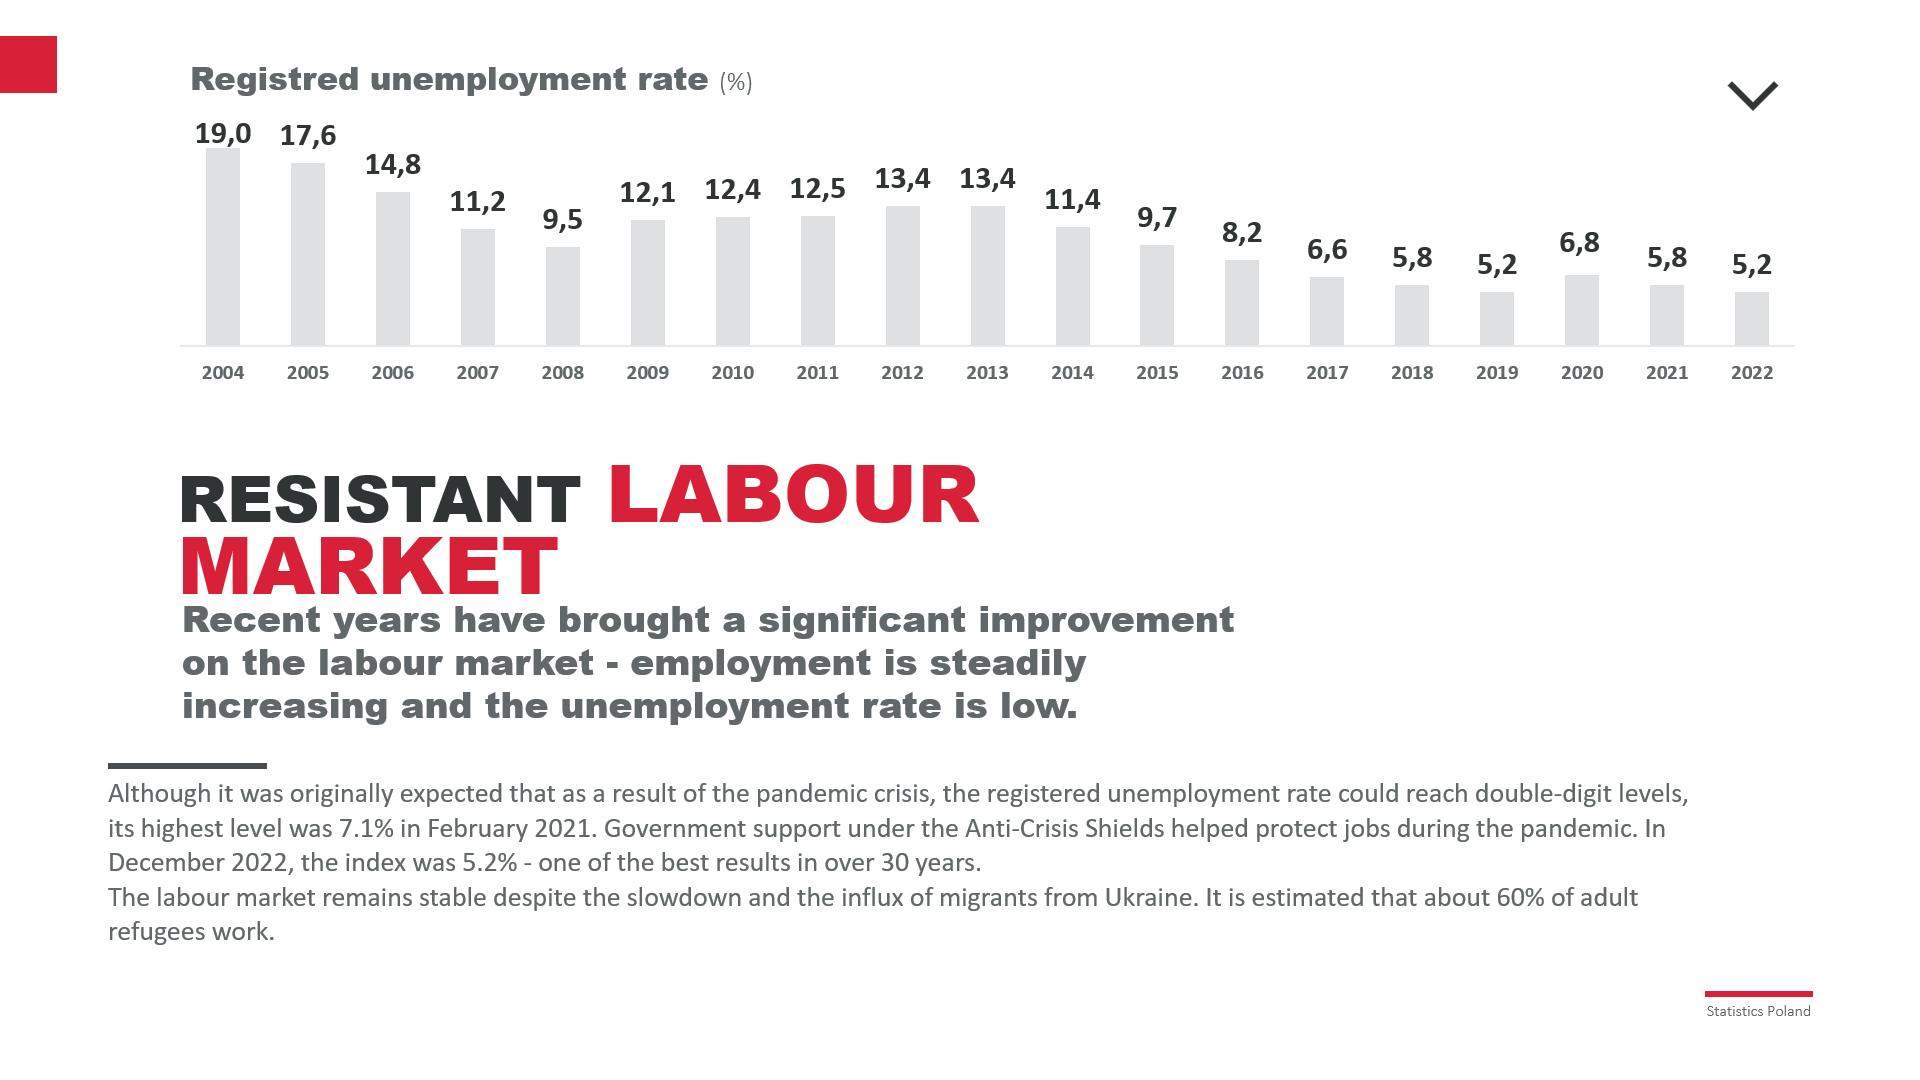 Registred unemployment rate (%)
19,0 17,6 14,8 11,2 9,5 12,1 12,4 12,5 13,4 13,4 11,4 9,7 8,2 6,6 5,8 5,2 6,8 5,8 5,2
2004 2005 2006 2007 2008 2009 2010 2011 2012 2013 2014 2015 2016 2017 2018 2019 2020 2021 2022
RESISTANT LABOUR
MARKET
Recent years have brought a significant improvement
on the labour market - employment is steadily
increasing and the unemployment rate is low.
Although it was originally expected that as a result of the pandemic crisis, the registered unemployment rate could reach double-digit levels,
its highest level was 7.1% in February 2021. Government support under the Anti-Crisis Shields helped protect jobs during the pandemic. In
December 2022, the index was 5.2% - one of the best results in over 30 years.
The labour market remains stable despite the slowdown and the influx of migrants from Ukraine. It is estimated that about 60% of adult
refugees work.
Statistics Poland